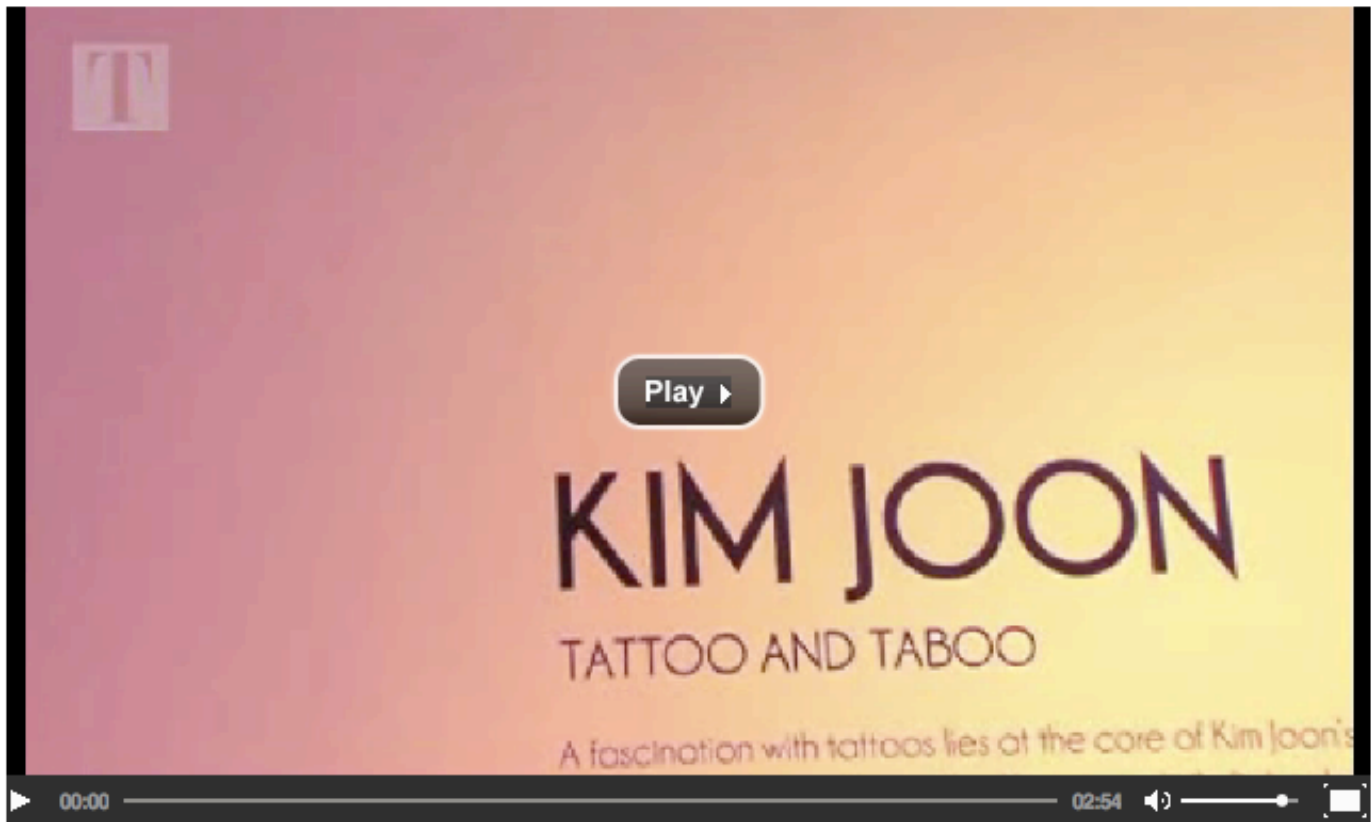 T
Play
KIM JOON
TATTOO AND TABOO
A fascination with tattoos lies at the core of Kim Joon's
00:00 02:54